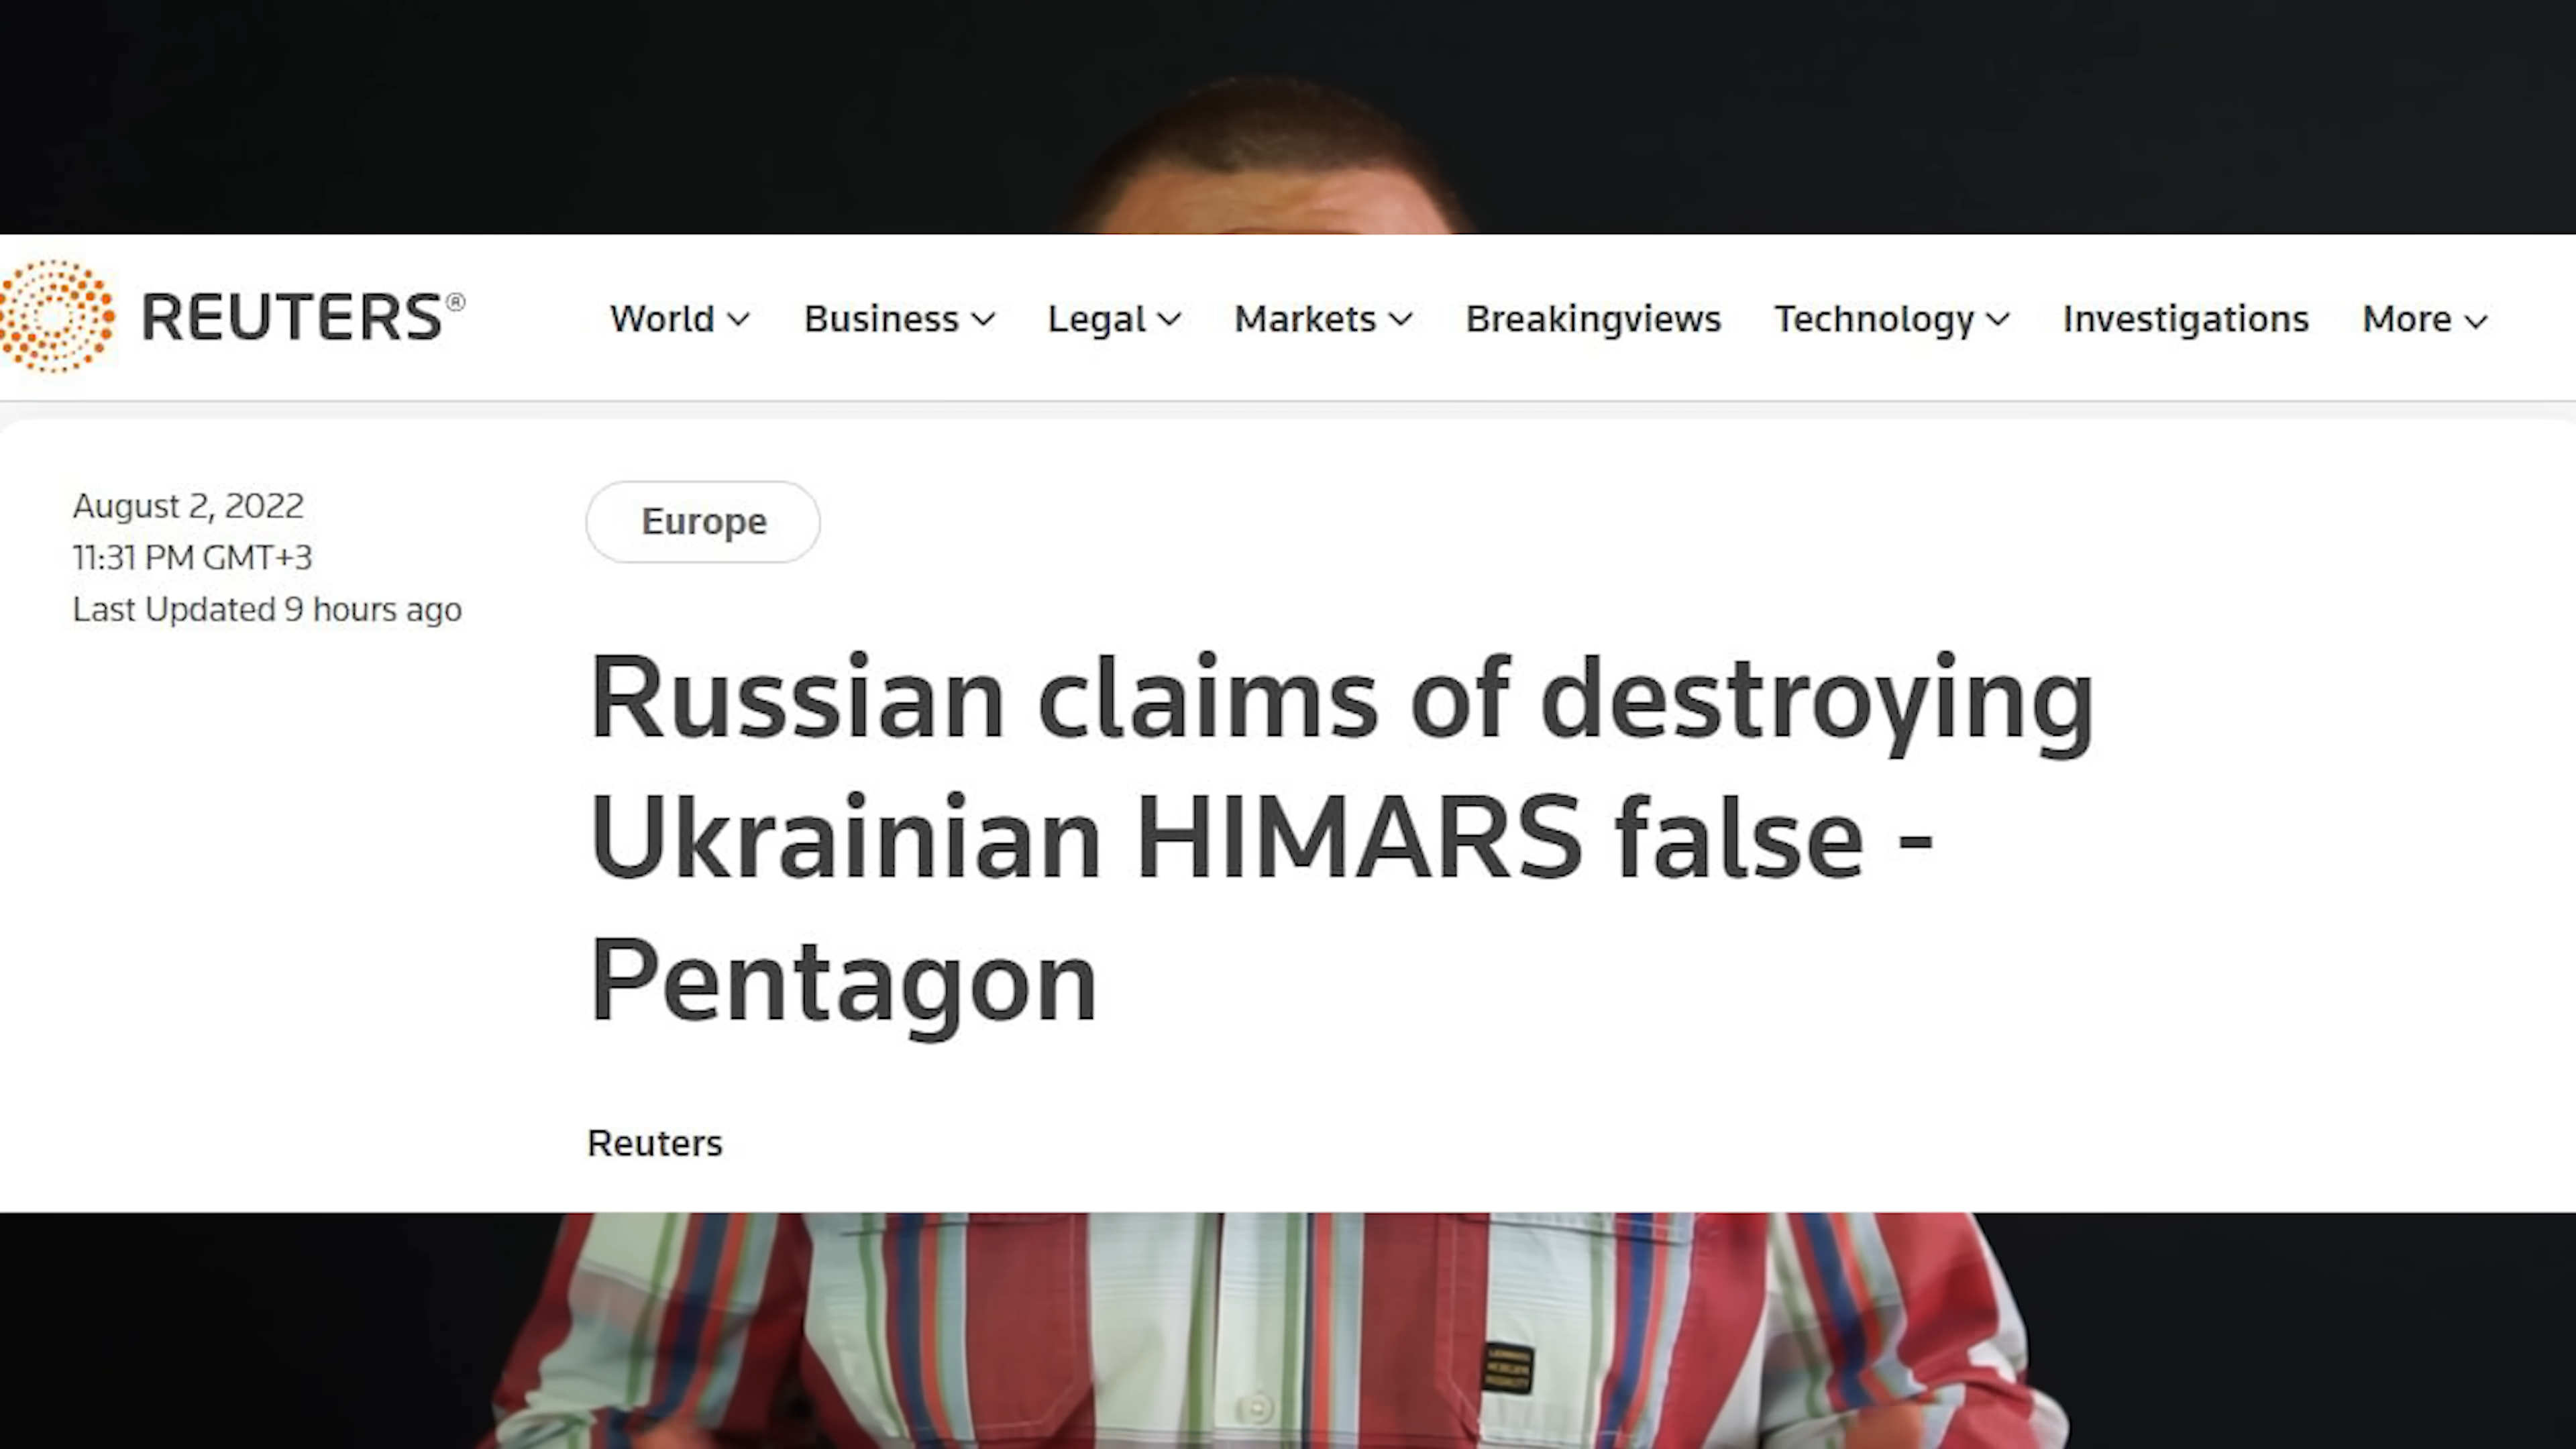 REUTERS®
World Business Legal Markets Breakingviews Technology Investigations More
August 2, 2022
11:31 PM GMT+3
Last Updated 9 hours ago
Europe
Russian claims of destroying
Ukrainian HIMARS false -
Pentagon
Reuters